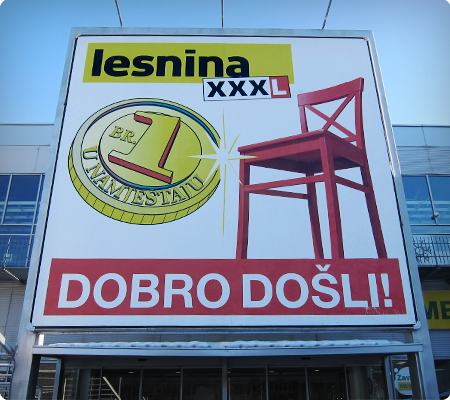 lesnina
XXXL
BR.
1
U NAMJEŠTAJU
DOBRO DOŠLI!